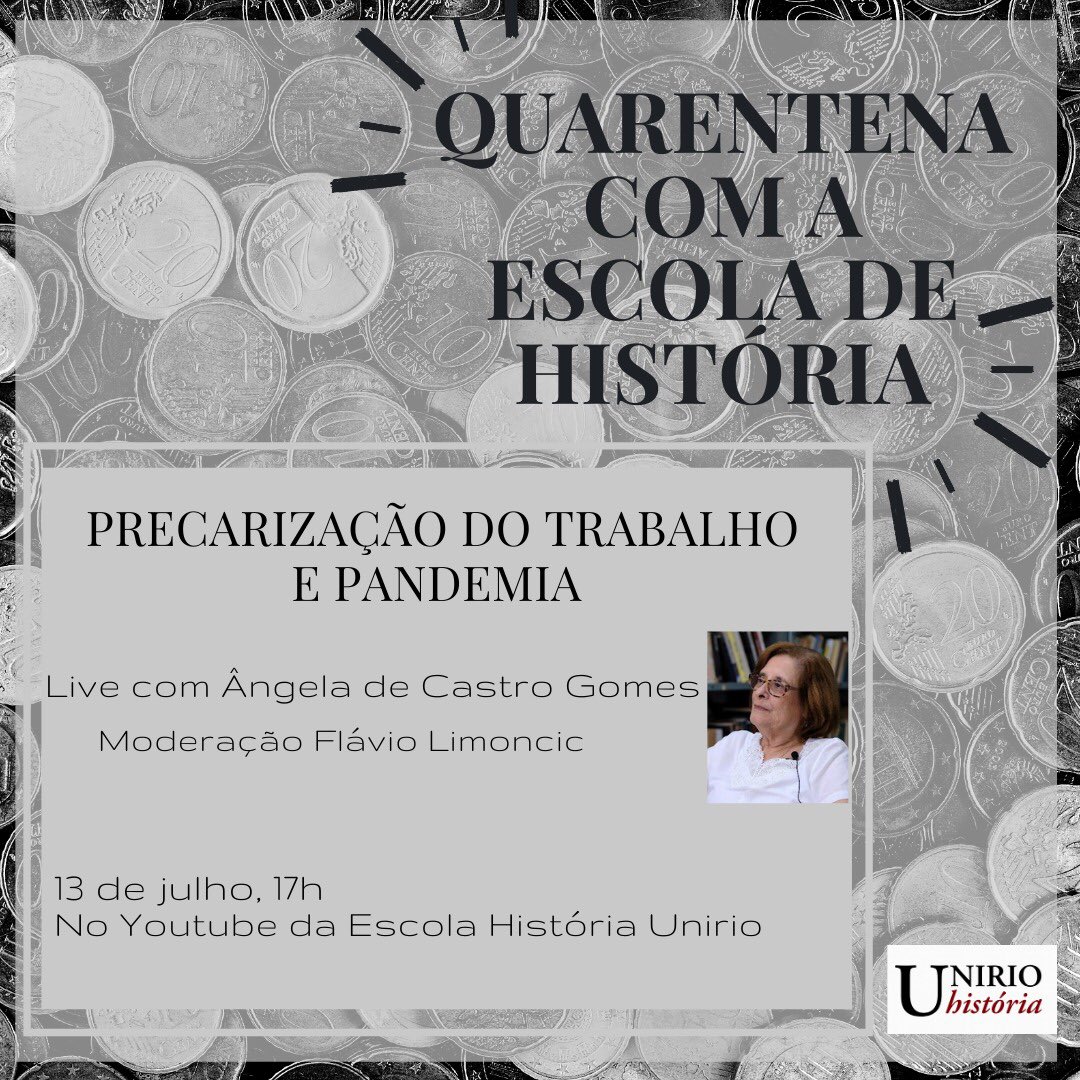 QUARENTENA
COM A
ESCOLA DE
HISTÓRIA
PRECARIZAÇÃO DO TRABALHO
E PANDEMIA
Live com Ângela de Castro Gomes
Moderação Flávio Limoncic
13 de julho, 17h
No Youtube da Escola História Unirio
UNIRIO
história